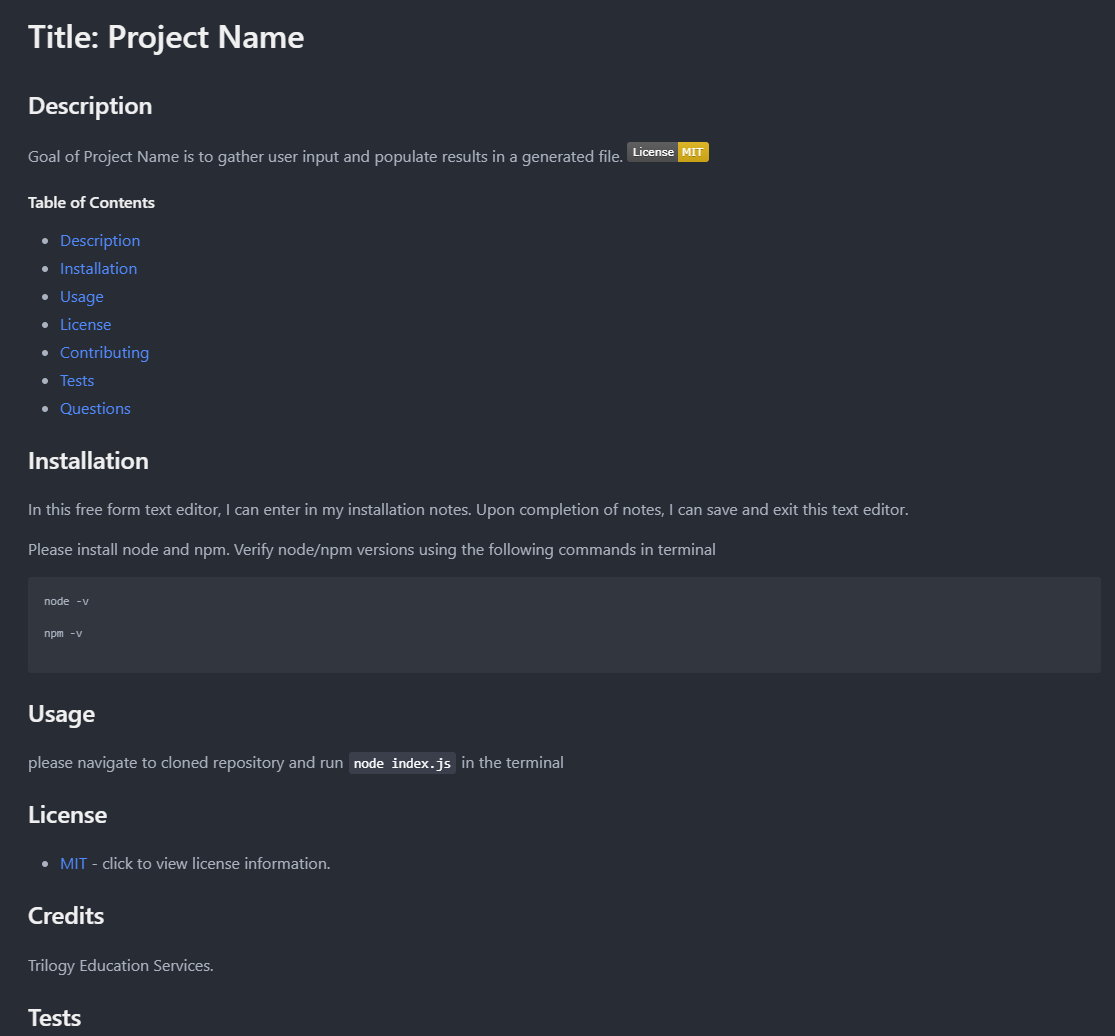 Title: Project Name
Description
Goal of Project Name is to gather user input and populate results in a generated file. License MIT
Table of Contents
Description
Installation
Usage
License
Contributing
Tests
Questions
Installation
In this free form text editor, I can enter in my installation notes. Upon completion of notes, I can save and exit this text editor.
Please install node and npm. Verify node/npm versions using the following commands in terminal
node -v
npm -v
Usage
please navigate to cloned repository and run node index.js in the terminal
License
MIT - click to view license information.
Credits
Trilogy Education Services.
Tests